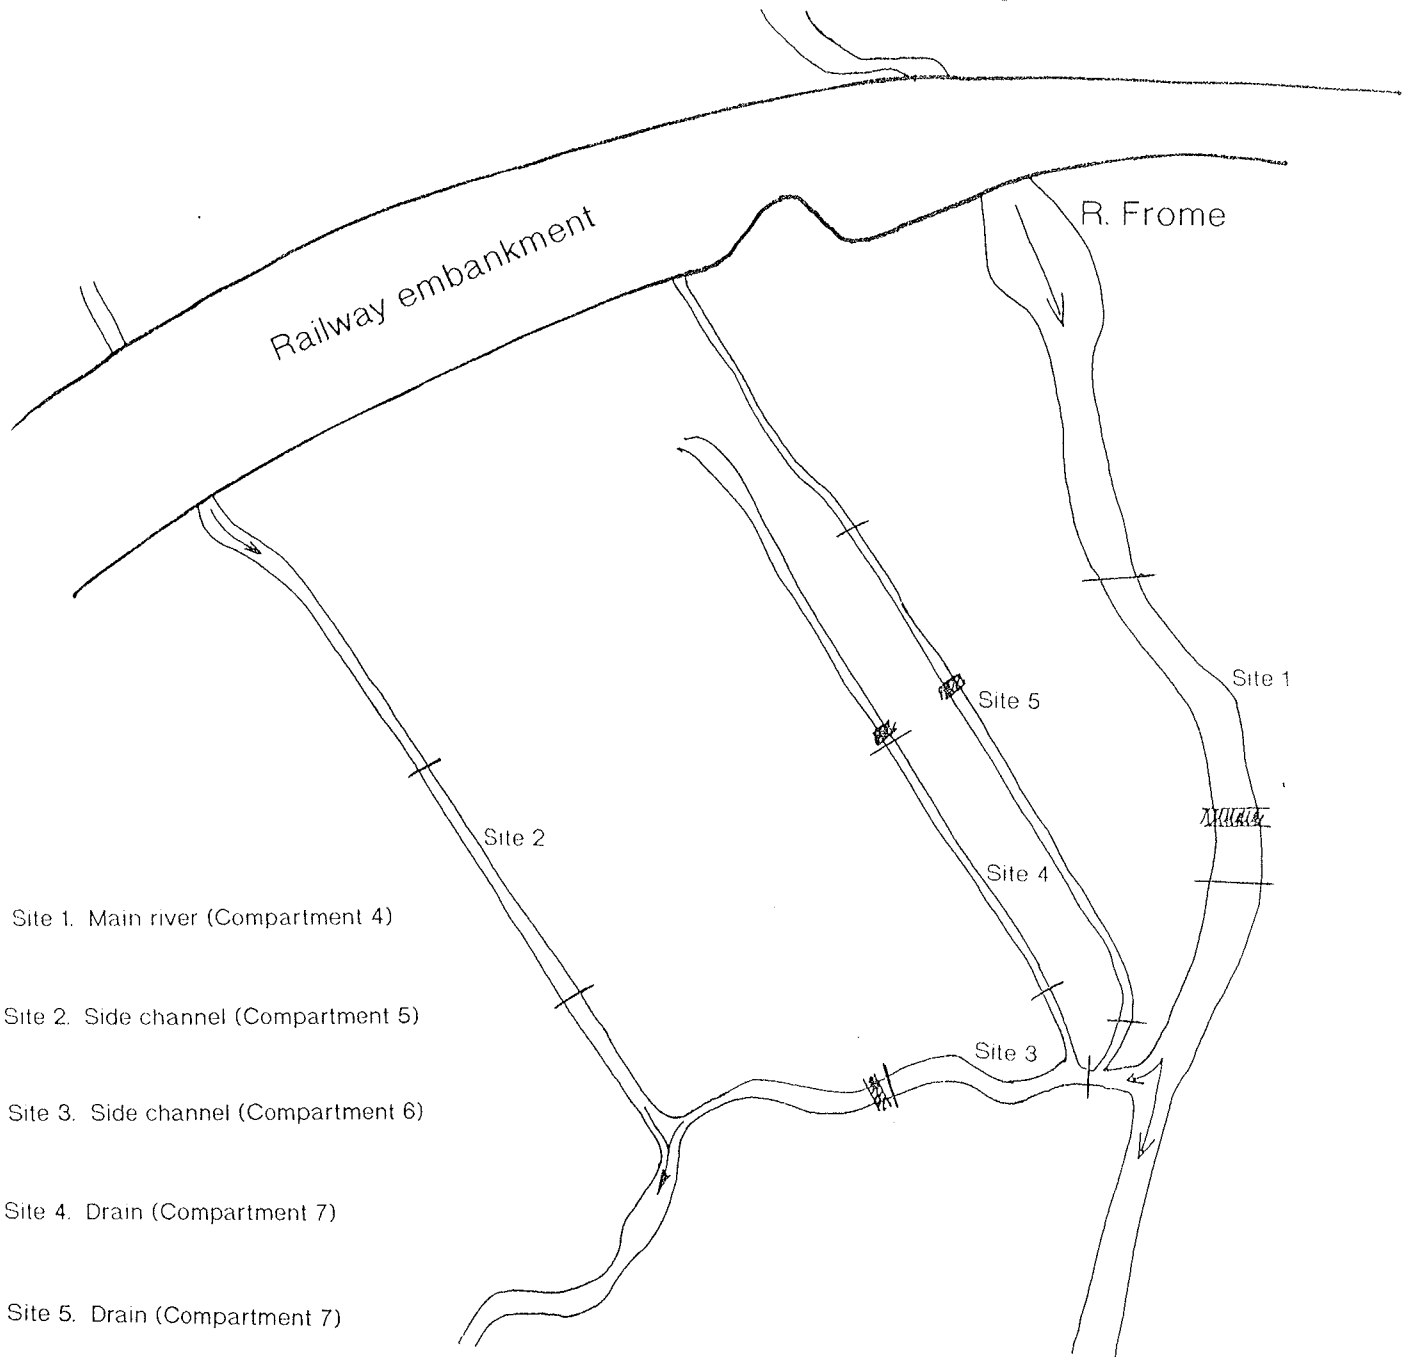 R. Frome
Railway embankment
Site 1
Site 5
Site 2
Site 4
Site 3
Site 1. Main river (Compartment 4)
Site 2. Side channel (Compartment 5)
Site 3. Side channel (Compartment 6)
Site 4. Drain (Compartment 7)
Site 5. Drain (Compartment 7)